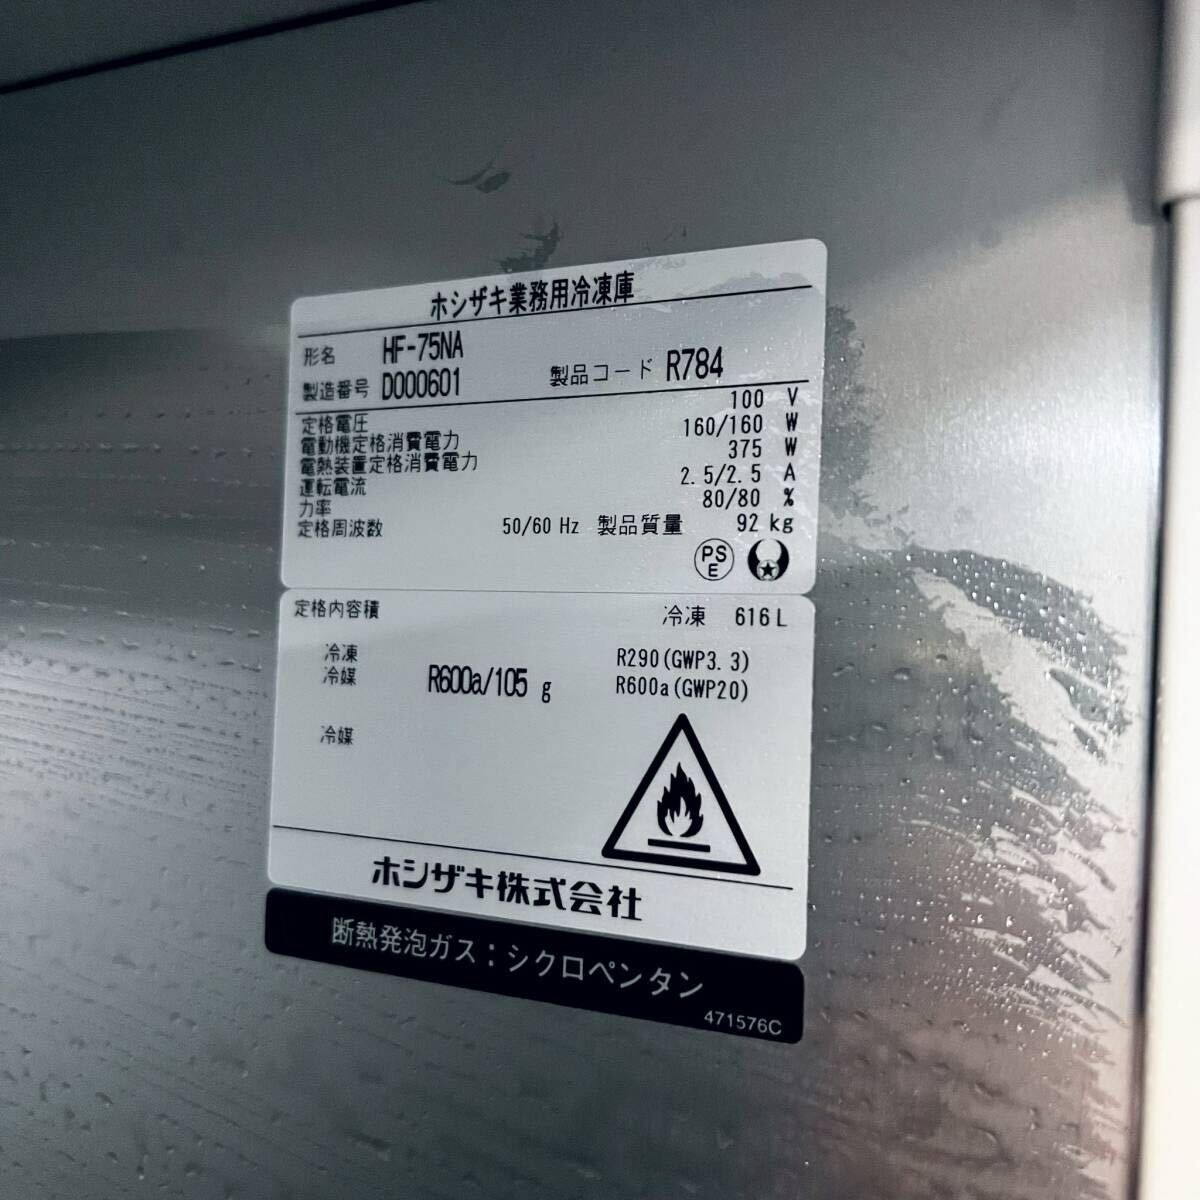 ホシザキ業務用冷凍庫
形名 HF-75NA
製造番号 D000601 製品コード R784
定格電圧 100 V
電動機定格消費電力 160/160 W
電熱装置定格消費電力 375 W
運転電流 2.5/2.5 A
力率 80/80 %
定格周波数 50/60 Hz 製品質量 92 kg
PS E
定格内容積 冷凍 616 L
冷凍 R290(GWP3.3)
冷媒 R600a/105 g R600a(GWP20)
冷媒
ホシザキ株式会社
断熱発泡ガス：シクロペンタン
471576C